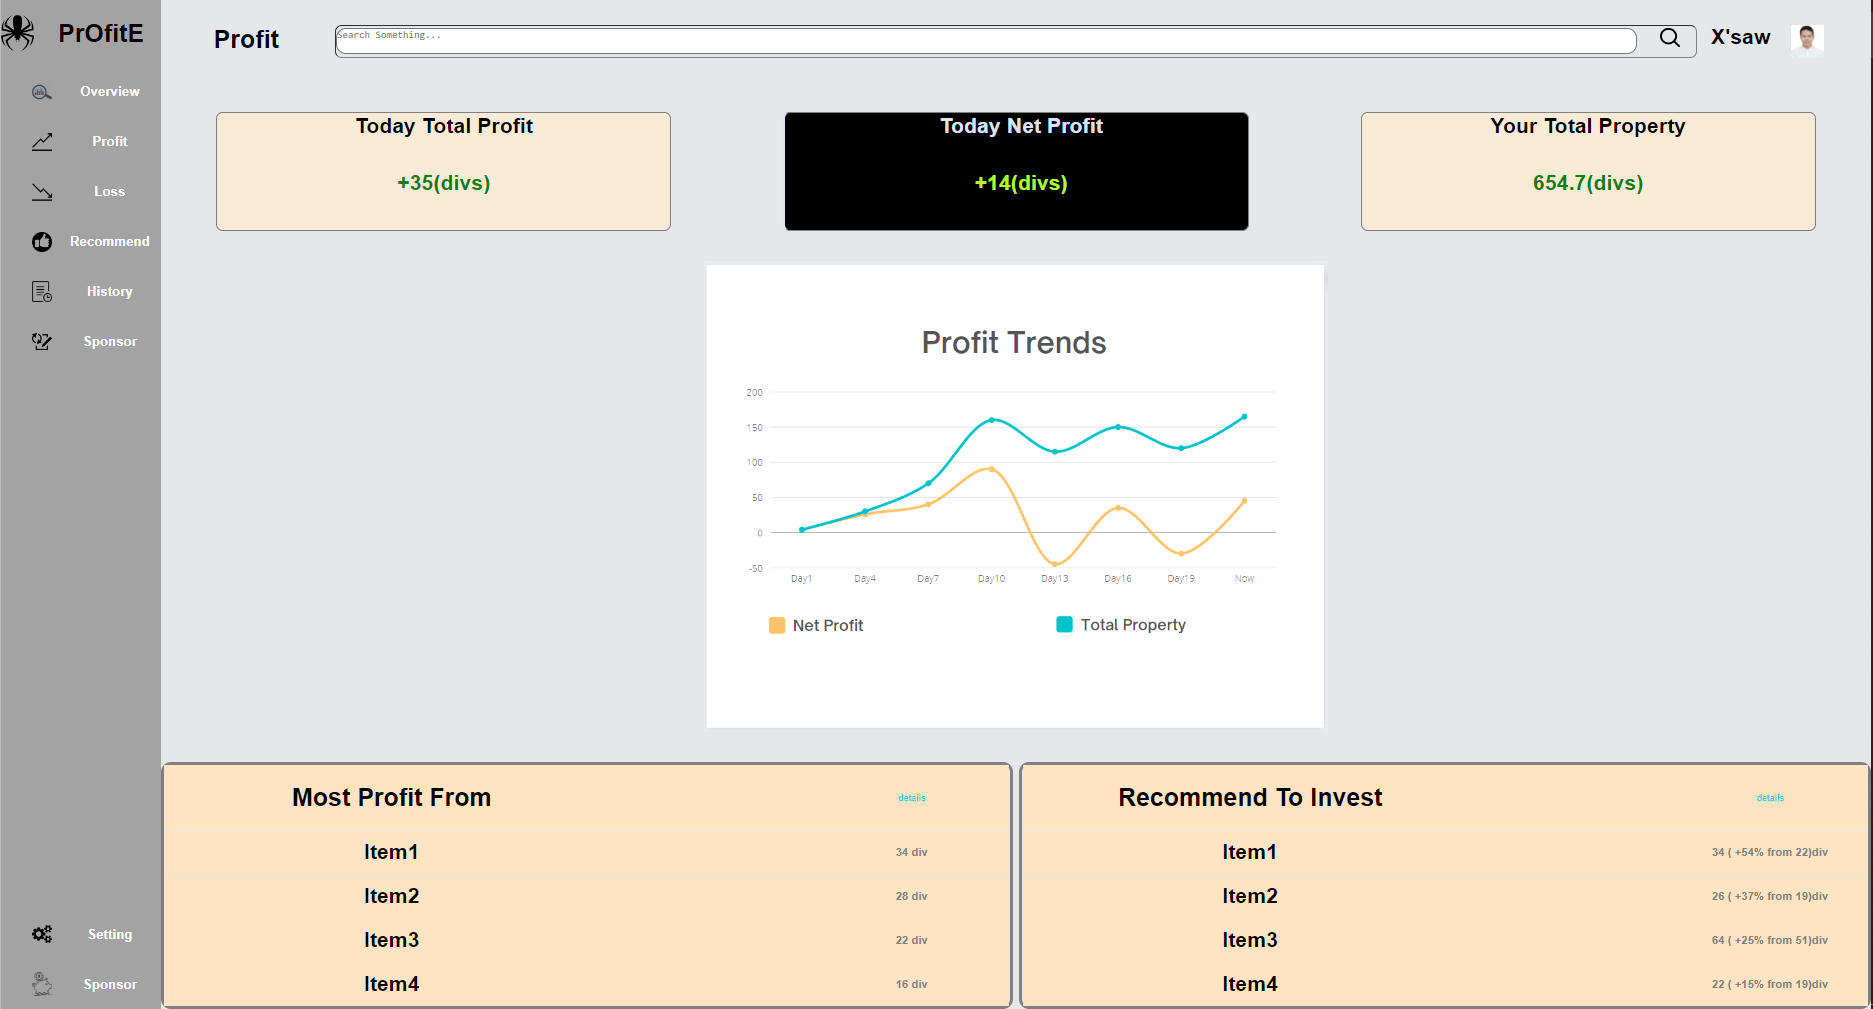 PrOfitE
Overview
Profit
Loss
Recommend
History
Sponsor
Setting
Sponsor
Profit
Search Something...
X'saw
Today Total Profit
+35(divs)
Today Net Profit
+14(divs)
Your Total Property
654.7(divs)
Profit Trends
200
150
100
50
0
-50
Day1 Day4 Day7 Day10 Day13 Day16 Day19 Now
Net Profit Total Property
Most Profit From details
Item1 34 div
Item2 28 div
Item3 22 div
Item4 16 div
Recommend To Invest details
Item1 34 ( +54% from 22)div
Item2 26 ( +37% from 19)div
Item3 64 ( +25% from 51)div
Item4 22 ( +15% from 19)div